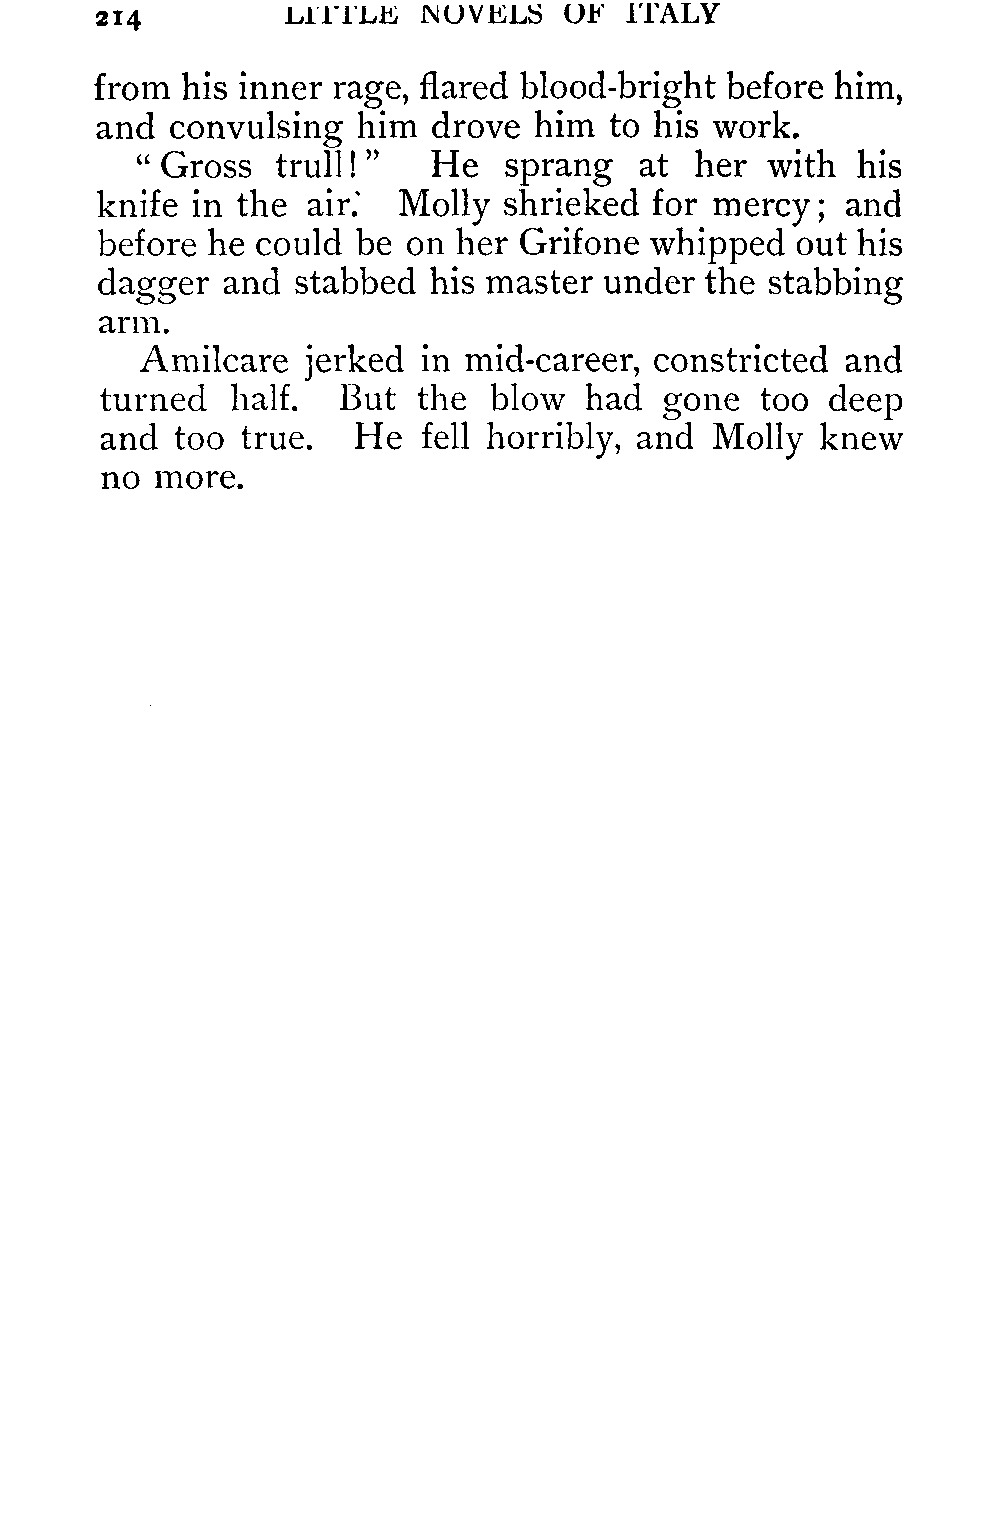 214 LITTLE NOVELS OF ITALY
from his inner rage, flared blood-bright before him,
and convulsing him drove him to his work.
“Gross trull!” He sprang at her with his
knife in the air. Molly shrieked for mercy; and
before he could be on her Grifone whipped out his
dagger and stabbed his master under the stabbing
arm.
Amilcare jerked in mid-career, constricted and
turned half. But the blow had gone too deep
and too true. He fell horribly, and Molly knew
no more.